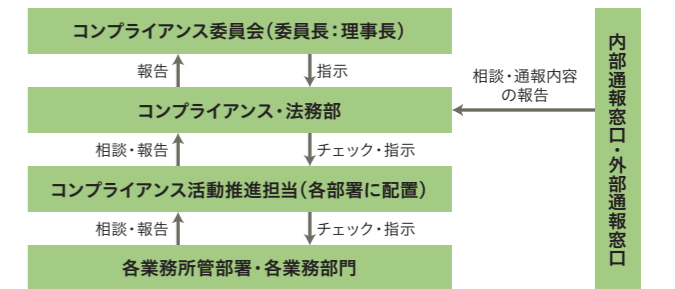 コンプライアンス委員会（委員長：理事長）
報告
指示
コンプライアンス・法務部
相談・通報内容
の報告
相談・報告
チェック・指示
コンプライアンス活動推進担当（各部署に配置）
相談・報告
チェック・指示
各業務所管部署・各業務部門
内部通報窓口・外部通報窓口